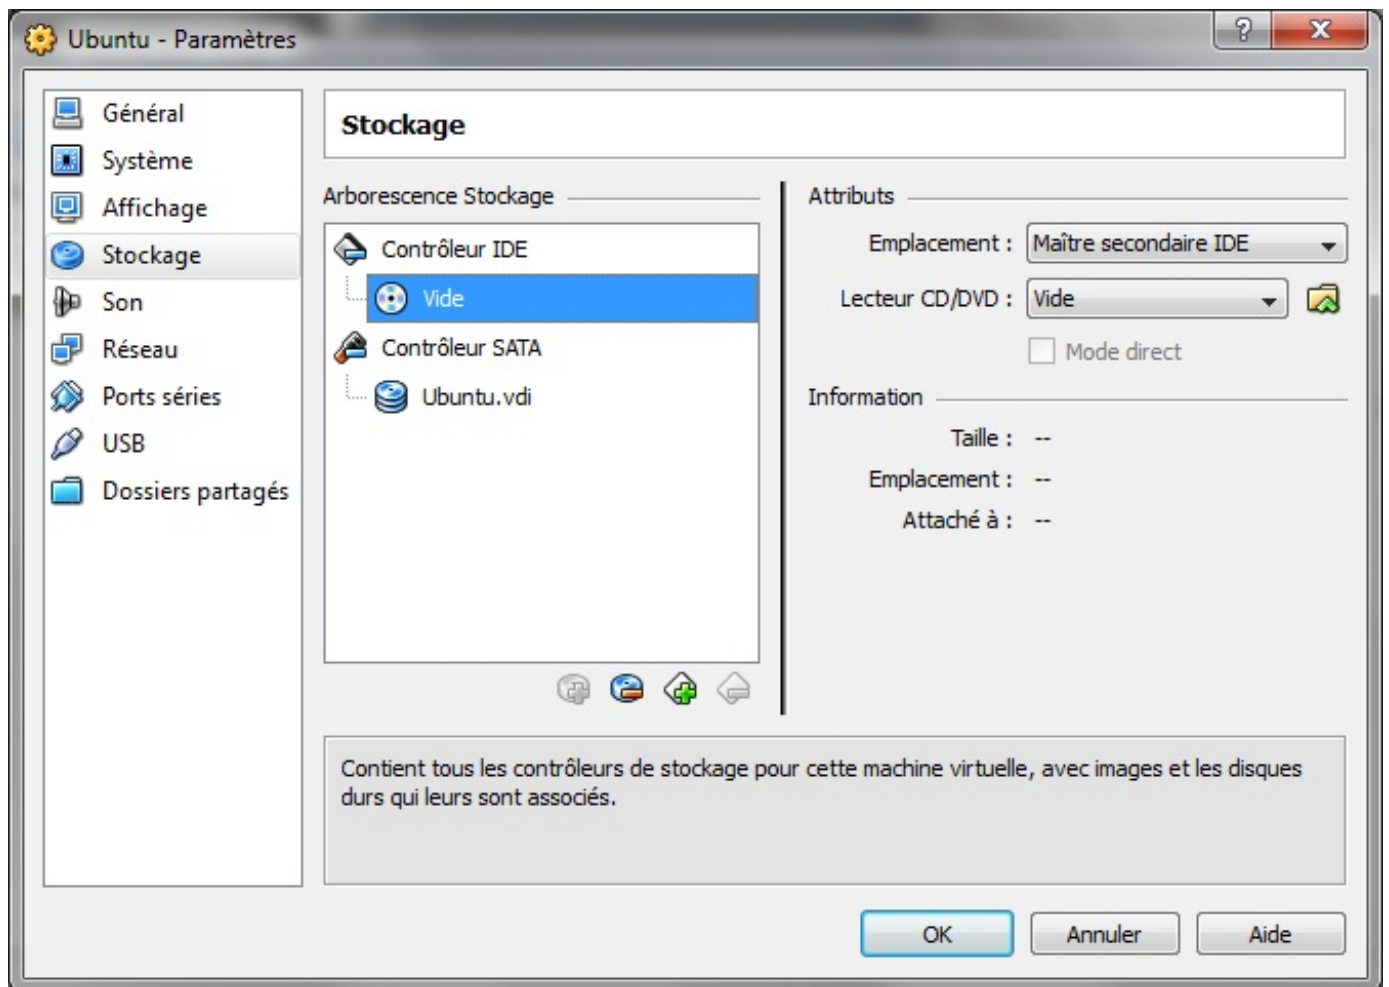 Ubuntu - Paramètres
?
X
Général
Système
Affichage
Stockage
Son
Réseau
Ports séries
USB
Dossiers partagés
Stockage
Arborescence Stockage
Contrôleur IDE
Vide
Contrôleur SATA
Ubuntu.vdi
Attributs
Emplacement : Maître secondaire IDE
Lecteur CD/DVD : Vide
Mode direct
Information
Taille : --
Emplacement : --
Attaché à : --
Contient tous les contrôleurs de stockage pour cette machine virtuelle, avec images et les disques
durs qui leurs sont associés.
OK Annuler Aide